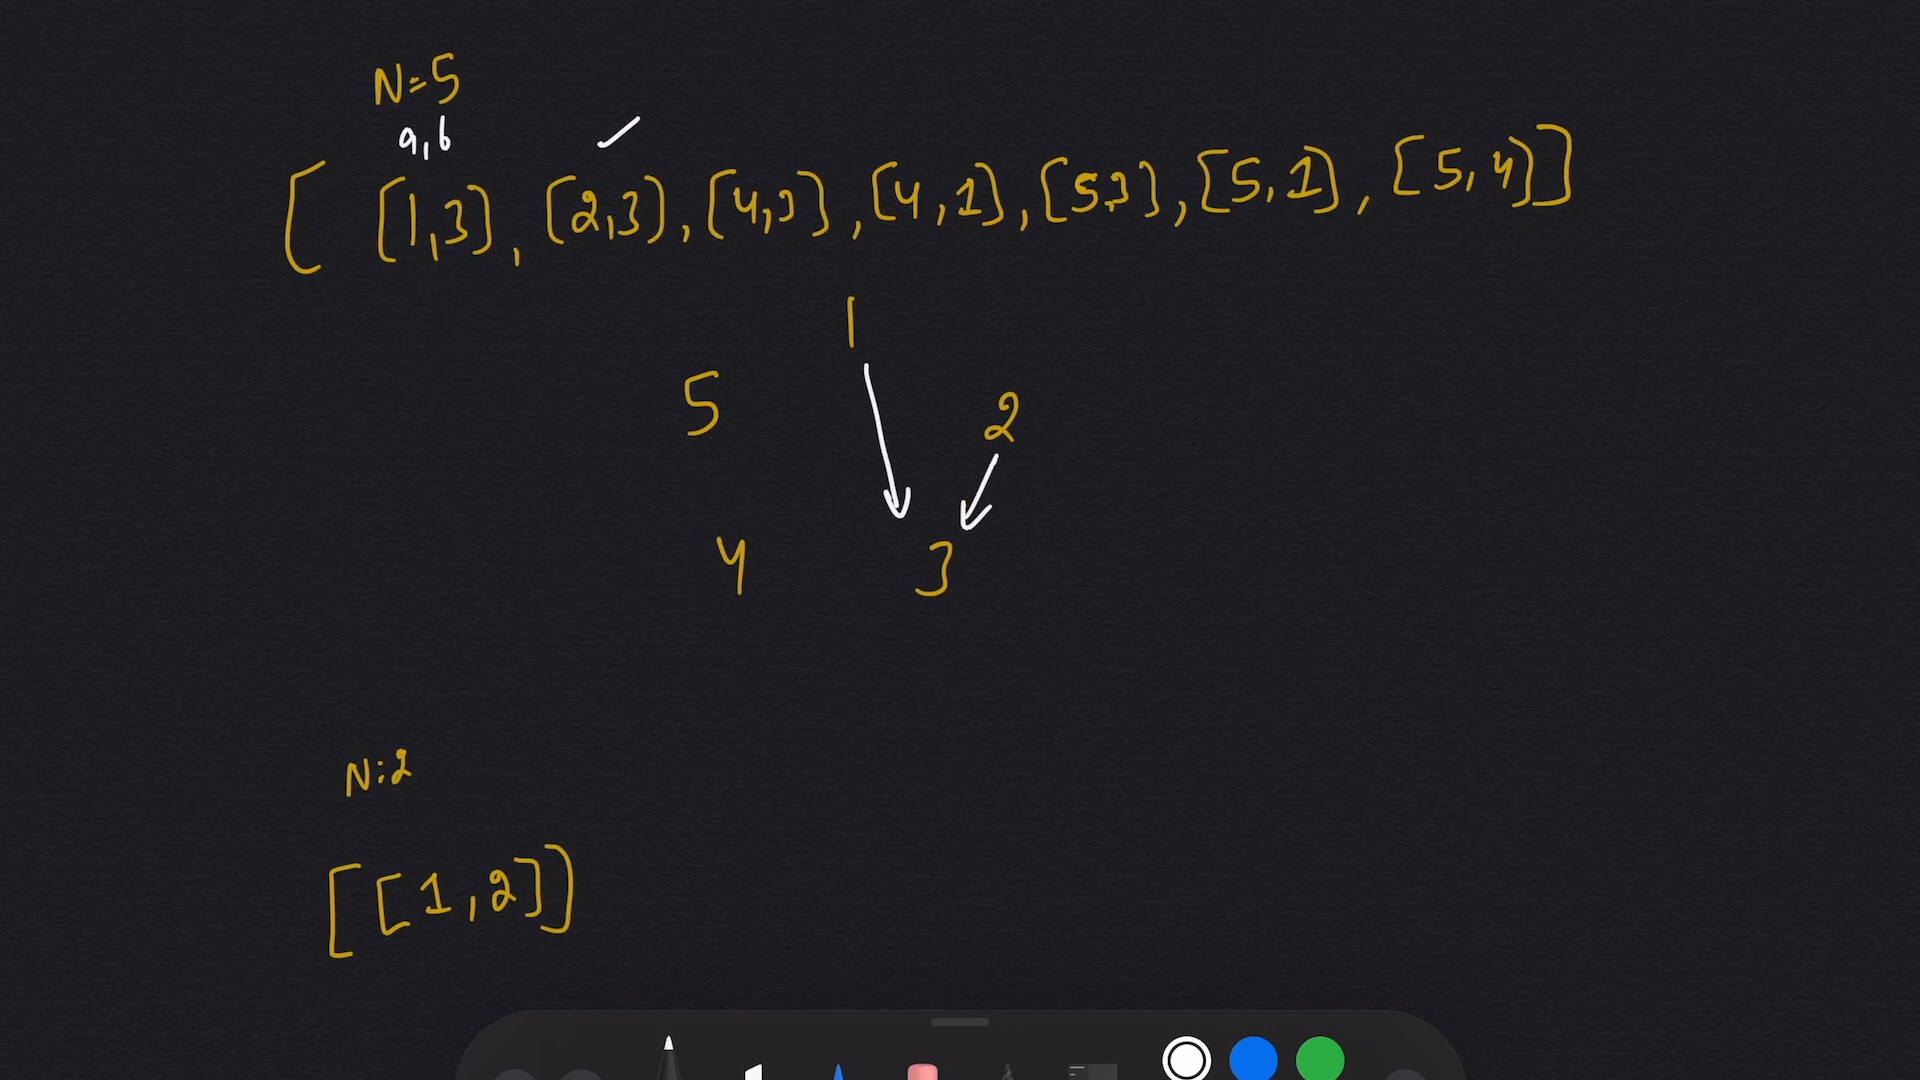 N=5
a,b
[ [1,3], [2,3], [4,3], [4,1], [5,3], [5,1], [5,4]]
1
5
2
4
3
N:2
[[1,2]]